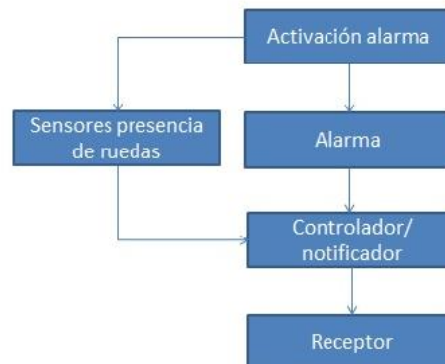 Activación alarma
Sensores presencia
de ruedas
Alarma
Controlador/
notificador
Receptor